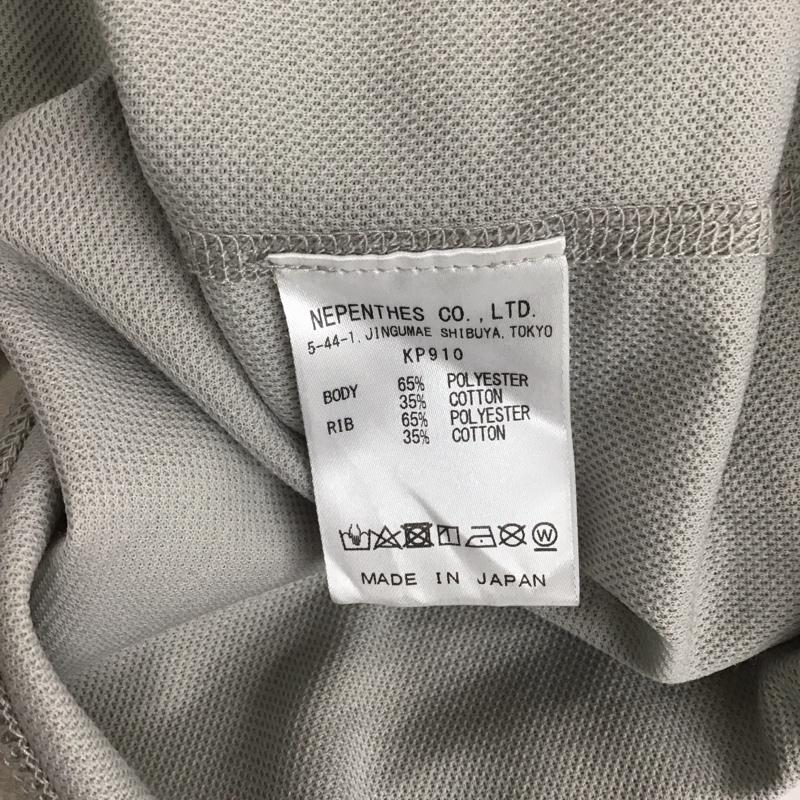 NEPENTHES CO.,LTD.
5-44-1, JINGUMAE SHIBUYA, TOKYO
KP910
BODY 65% POLYESTER
35% COTTON
RIB 65% POLYESTER
35% COTTON
W
MADE IN JAPAN